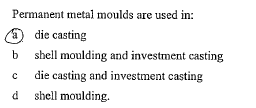 Permanent metal moulds are used in:
a die casting
b shell moulding and investment casting
c die casting and investment casting
d shell moulding.